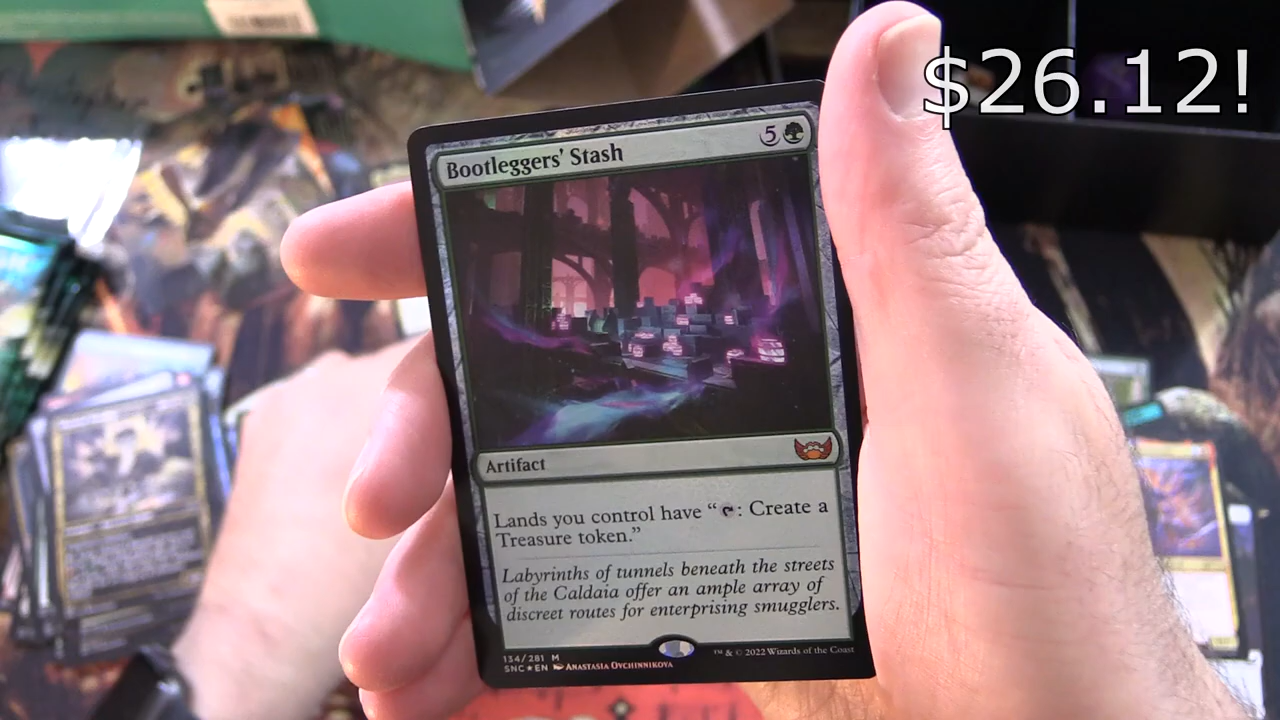 $26.12!
Bootleggers' Stash
5
Artifact
Lands you control have “: Create a
Treasure token.”
Labyrinths of tunnels beneath the streets
of the Caldaia offer an ample array of
discreet routes for enterprising smugglers.
134/281 M
SNC★EN ANASTASIA OVCHINNIKOVA
™ & © 2022 Wizards of the Coast